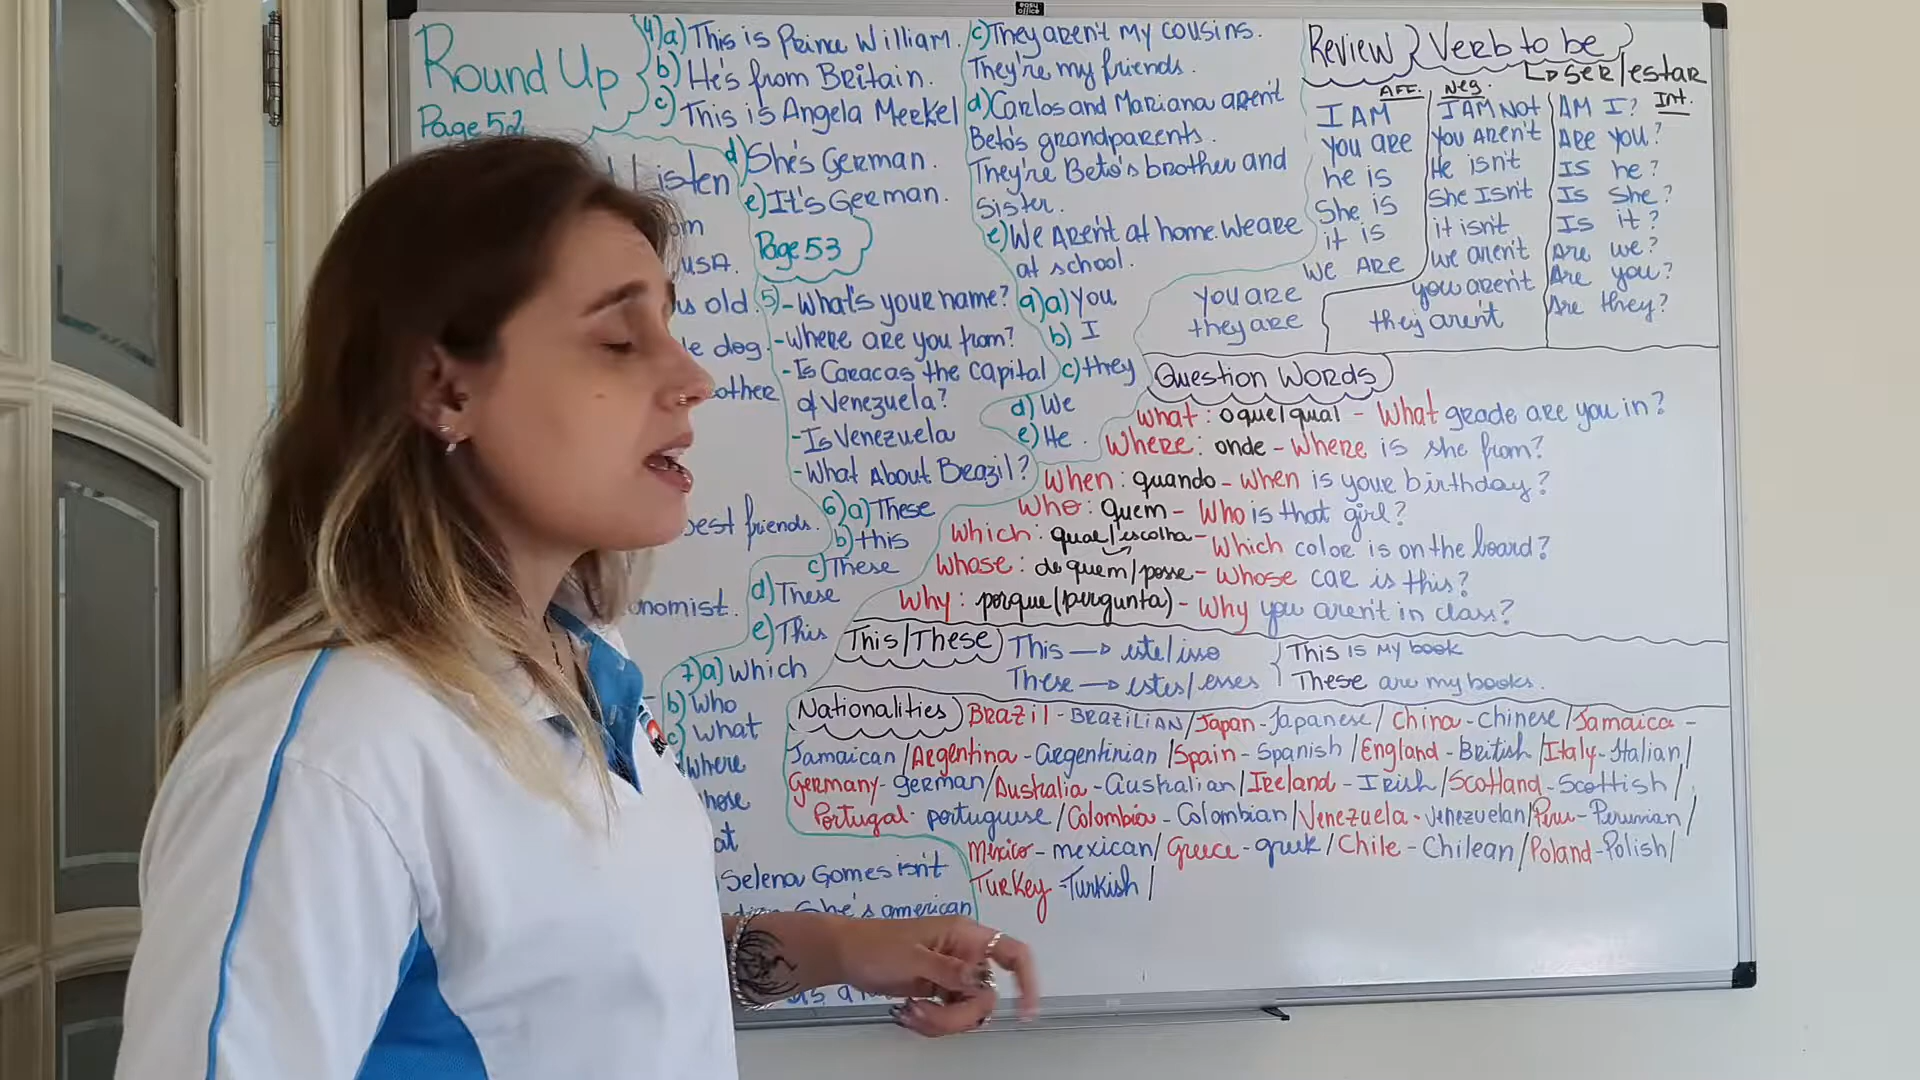 easy office
Round Up
Page 52
Listen
USA.
old.
dog.
other
best friends.
4)a) This is Prince William.
b) He's from Britain.
c) This is Angela Merkel
d) She's German.
e) It's German.
Page 53
5) - What's your name?
- Where are you from?
- Is Caracas the capital
of Venezuela?
- Is Venezuela
- What About Brazil?
6) a) These
b) this
c) These
d) These
e) This
7) a) Which
b) Who
c) what
where
Selena Gomes isn't
She's american
c) They aren't my cousins.
They're my friends.
d) Carlos and Mariana aren't
Beto's grandparents.
They're Beto's brother and
Sister.
e) We Aren't at home. We are
at school.
9) a) you
b) I
c) they
d) We
e) He.
Review Verb to be
ser/estar
AFF. Neg. Int.
I AM
you are
he is
She is
it is
we Are
you are
they are
I AM Not
you Aren't
He isn't
She Isn't
it isn't
we aren't
you aren't
they aren't
AM I?
Are you?
Is he?
Is She?
Is it?
Are we?
Are you?
Are they?
Question Words
What: o que/qual - What grade are you in?
Where: onde - Where is she from?
When: quando - When is your birthday?
Who: Quem - Who is that girl?
Which: qual/escolha - Which color is on the board?
Whose: de quem/posse - Whose car is this?
Why: porque (pergunta) - Why you aren't in class?
This/These
This → este/isso
These → estes/esses
This is my book
These are my books.
Nationalities Brazil - Brazilian / Japan - Japanese / China - Chinese / Jamaica -
Jamaican / Argentina - argentinian / Spain - Spanish / England - British / Italy - Italian /
Germany - german / Australia - australian / Ireland - Irish / Scotland - Scottish /
Portugal - portuguese / Colombia - Colombian / Venezuela - Venezuelan / Peru - Peruvian /
México - mexican / Greece - greek / Chile - Chilean / Poland - Polish /
Turkey - Turkish /